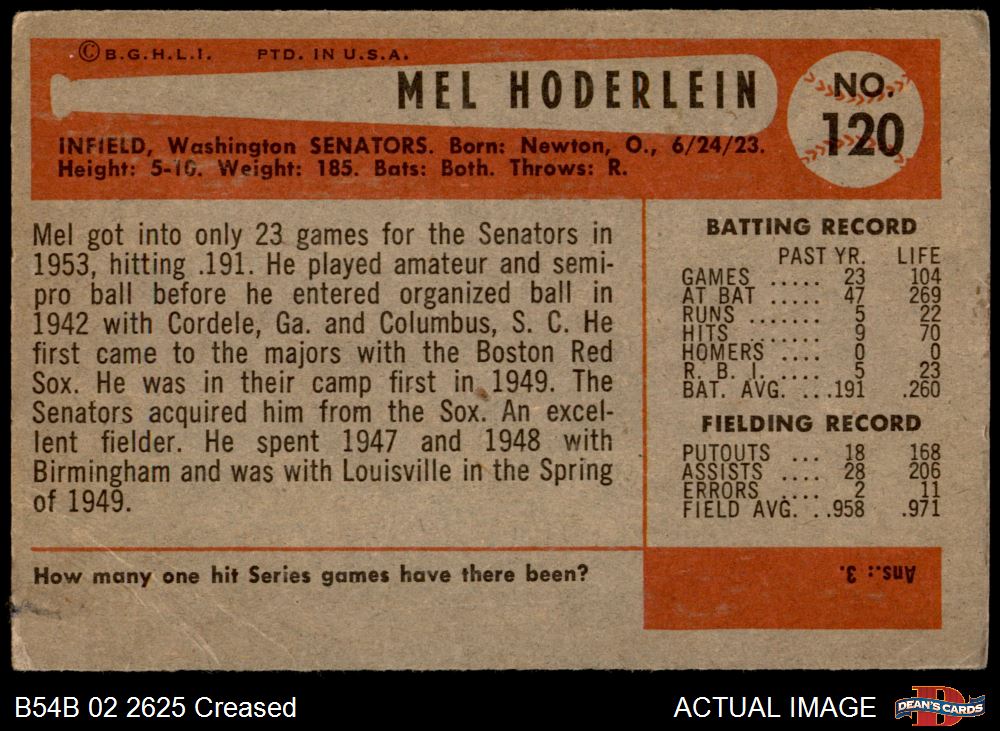 © B.G.H.L.I. PTD. IN U.S.A.
MEL HODERLEIN
NO.
120
INFIELD, Washington SENATORS. Born: Newton, O., 6/24/23.
Height: 5-10. Weight: 185. Bats: Both. Throws: R.
Mel got into only 23 games for the Senators in
1953, hitting .191. He played amateur and semi-
pro ball before he entered organized ball in
1942 with Cordele, Ga. and Columbus, S. C. He
first came to the majors with the Boston Red
Sox. He was in their camp first in 1949. The
Senators acquired him from the Sox. An excel-
lent fielder. He spent 1947 and 1948 with
Birmingham and was with Louisville in the Spring
of 1949.
BATTING RECORD
PAST YR. LIFE
GAMES ..... 23 104
AT BAT ..... 47 269
RUNS ....... 5 22
HITS ....... 9 70
HOMERS .... 0 0
R. B. I. .... 5 23
BAT. AVG. ...191 .260
FIELDING RECORD
PUTOUTS ... 18 168
ASSISTS .... 28 206
ERRORS .... 2 11
FIELD AVG. ..958 .971
How many one hit Series games have there been?
Ans.: 3.
B54B 02 2625 Creased
ACTUAL IMAGE
D
DEAN'S CARDS